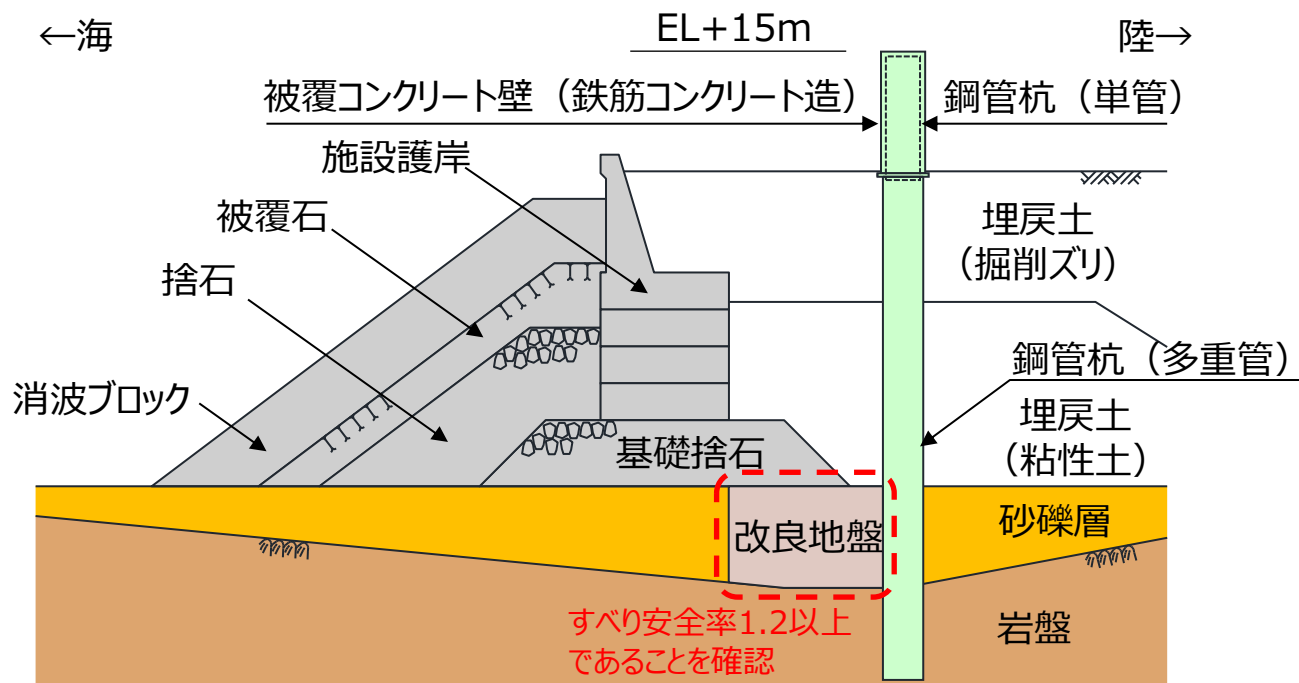 ←海
EL+15m
陸→
被覆コンクリート壁（鉄筋コンクリート造）
鋼管杭（単管）
施設護岸
被覆石
埋戻土
（掘削ズリ）
捨石
鋼管杭（多重管）
消波ブロック
埋戻土
（粘性土）
基礎捨石
砂礫層
改良地盤
すべり安全率1.2以上
であることを確認
岩盤